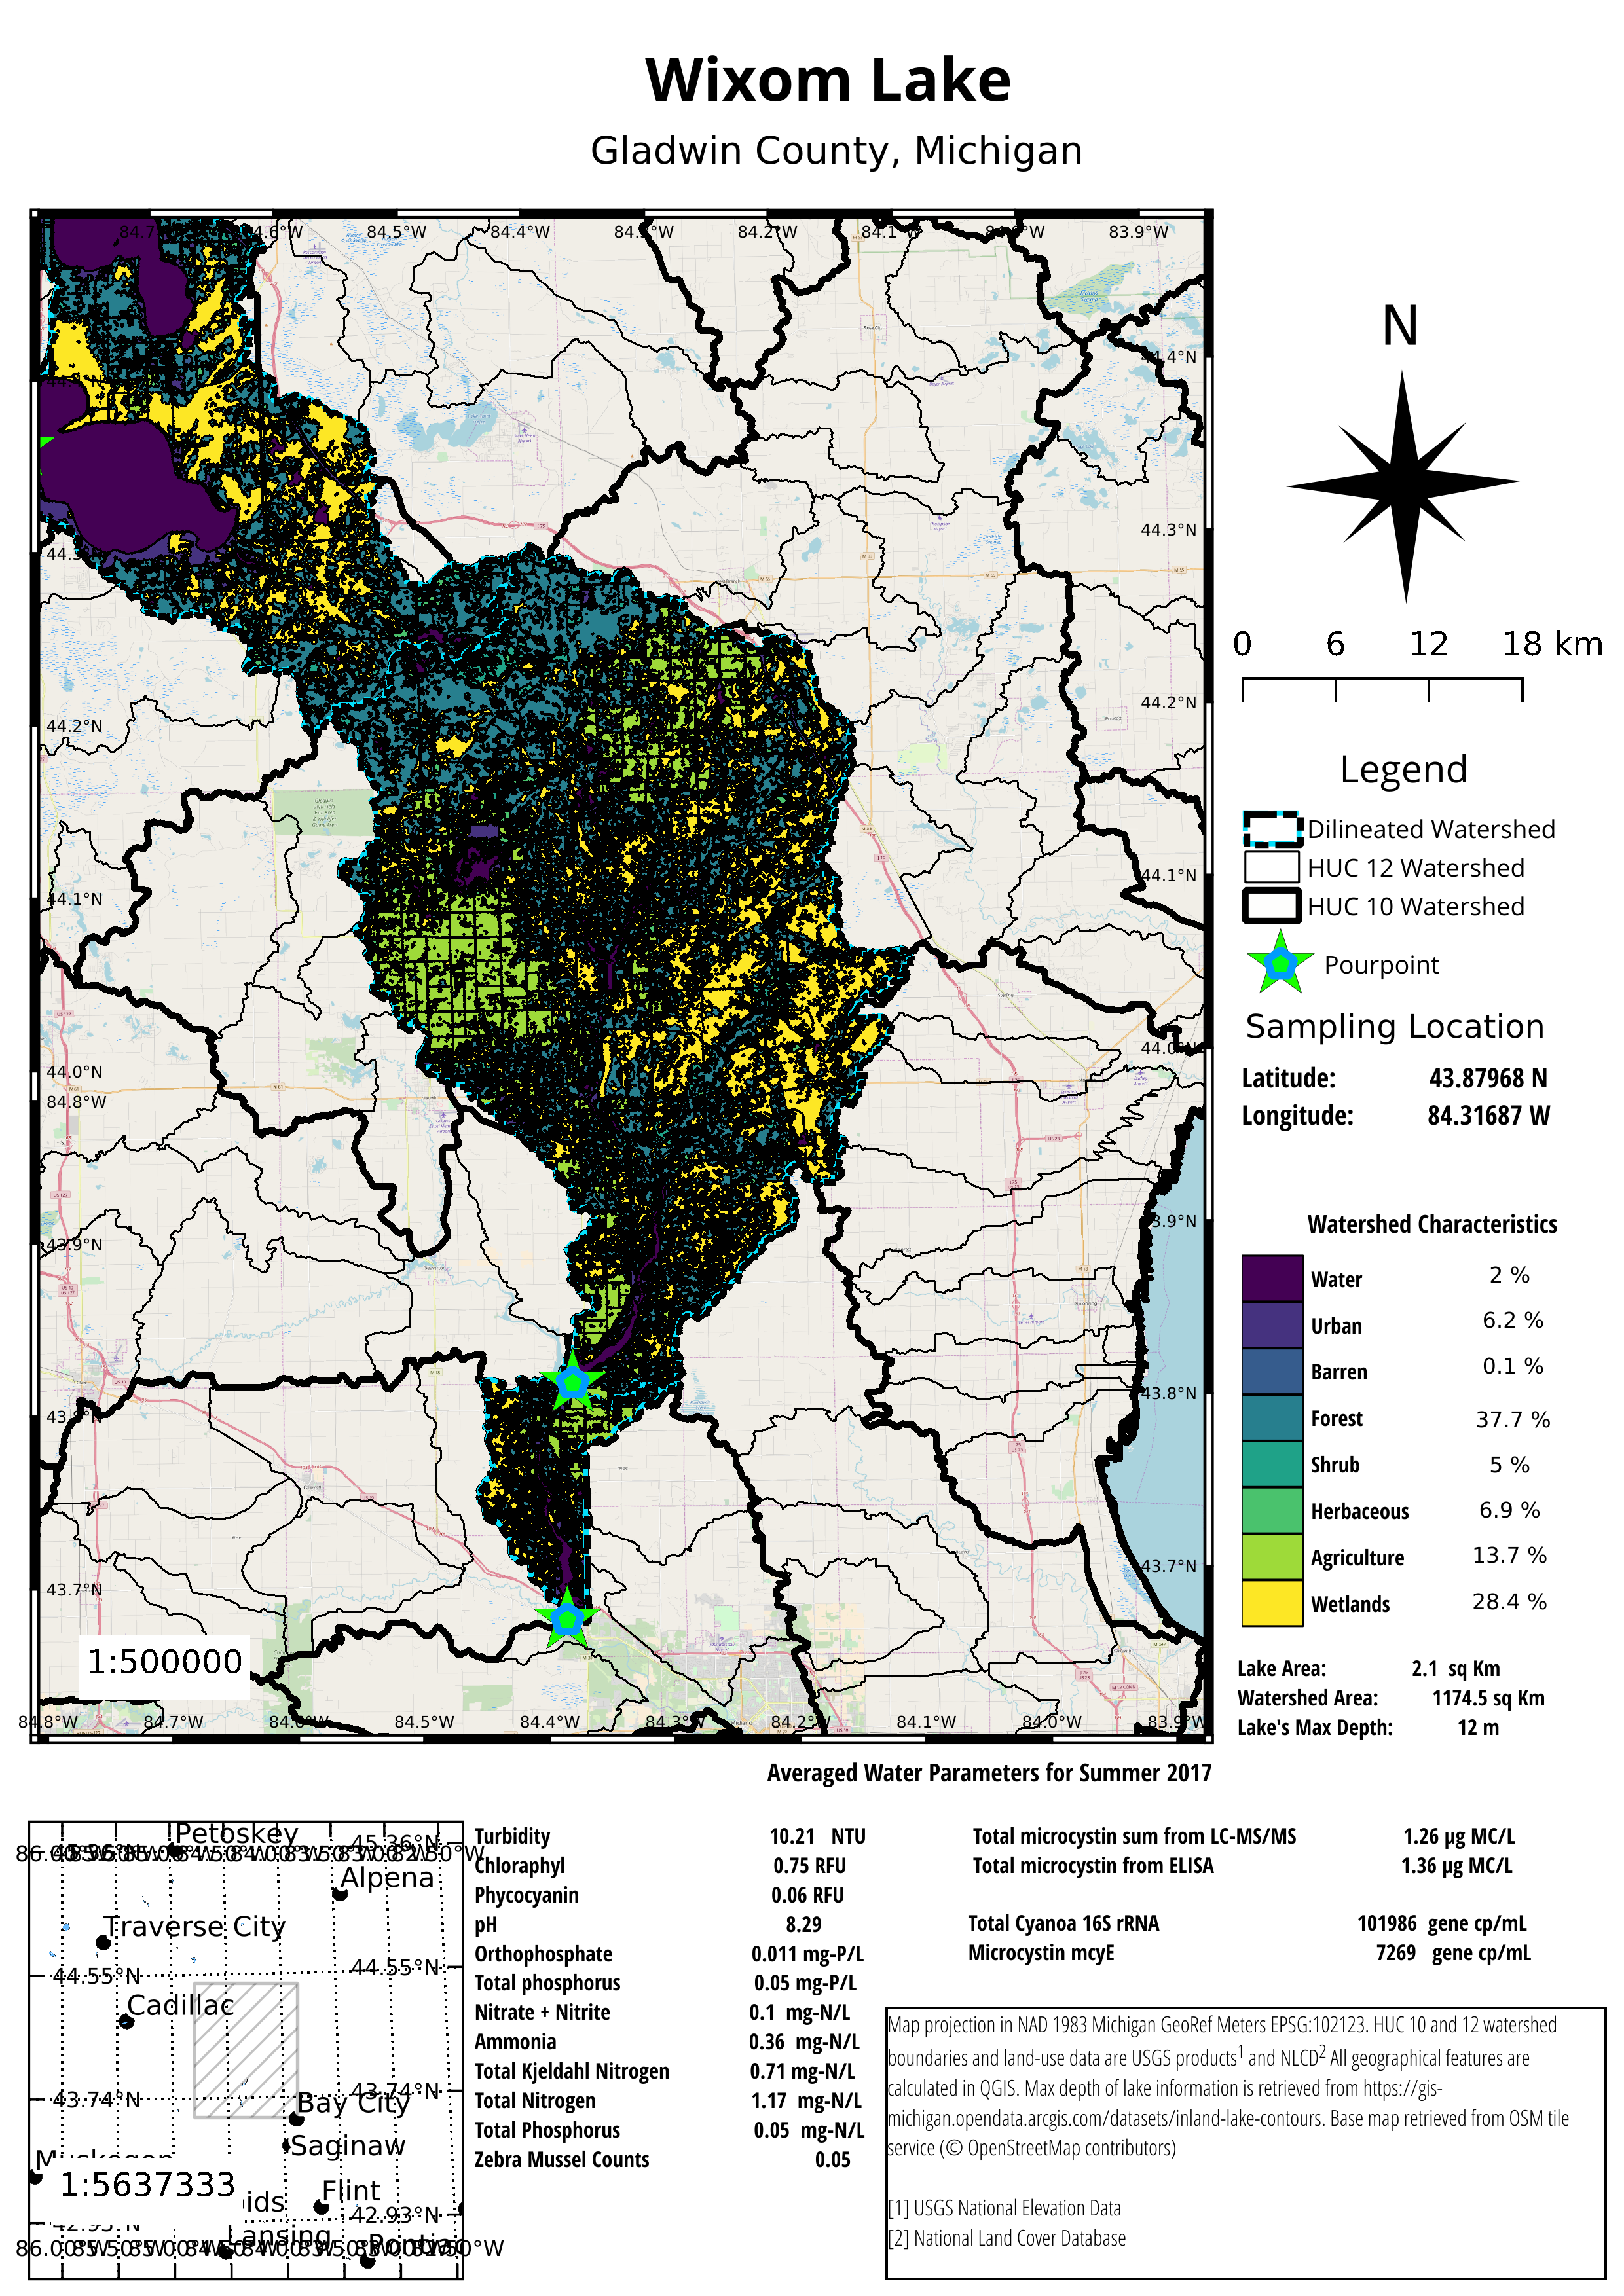 Wixom Lake
Gladwin County, Michigan
84.6°W 84.5°W 84.4°W 84.3°W 84.2°W 84.1°W 83.9°W
N
44.4°N
44.3°N
0 6 12 18 km
44.2°N
44.2°N
Legend
Dilineated Watershed
HUC 12 Watershed
44.1°N
44.1°N
HUC 10 Watershed
Pourpoint
Sampling Location
44.0°N
44.0°N
Latitude: 43.87968 N
84.8°W
Longitude: 84.31687 W
43.9°N
43.9°N
Watershed Characteristics
Water 2 %
Urban 6.2 %
Barren 0.1 %
43.8°N
43.8°N
Forest 37.7 %
Shrub 5 %
Herbaceous 6.9 %
43.7°N
43.7°N
Agriculture 13.7 %
Wetlands 28.4 %
1:500000
Lake Area: 2.1 sq Km
Watershed Area: 1174.5 sq Km
Lake's Max Depth: 12 m
84.8°W 84.7°W 84.6°W 84.5°W 84.4°W 84.3°W 84.2°W 84.1°W 84.0°W 83.9°W
Averaged Water Parameters for Summer 2017
Petoskey
45.36°N
Alpena
Traverse City
44.55°N 44.55°N
Cadillac
43.74°N 43.74°N
Bay City
Saginaw
1:5637333
Flint
42.93°N
Lansing
Turbidity 10.21 NTU
Chloraphyl 0.75 RFU
Phycocyanin 0.06 RFU
pH 8.29
Orthophosphate 0.011 mg-P/L
Total phosphorus 0.05 mg-P/L
Nitrate + Nitrite 0.1 mg-N/L
Ammonia 0.36 mg-N/L
Total Kjeldahl Nitrogen 0.71 mg-N/L
Total Nitrogen 1.17 mg-N/L
Total Phosphorus 0.05 mg-N/L
Zebra Mussel Counts 0.05
Total microcystin sum from LC-MS/MS 1.26 µg MC/L
Total microcystin from ELISA 1.36 µg MC/L
Total Cyanoa 16S rRNA 101986 gene cp/mL
Microcystin mcyE 7269 gene cp/mL
Map projection in NAD 1983 Michigan GeoRef Meters EPSG:102123. HUC 10 and 12 watershed
boundaries and land-use data are USGS products1 and NLCD2 All geographical features are
calculated in QGIS. Max depth of lake information is retrieved from https://gis-
michigan.opendata.arcgis.com/datasets/inland-lake-contours. Base map retrieved from OSM tile
service (© OpenStreetMap contributors)
[1] USGS National Elevation Data
[2] National Land Cover Database